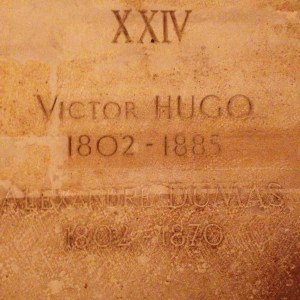 XXIV
VICTOR HUGO
1802 - 1885
ALEXANDRE DUMAS
1802 - 1870